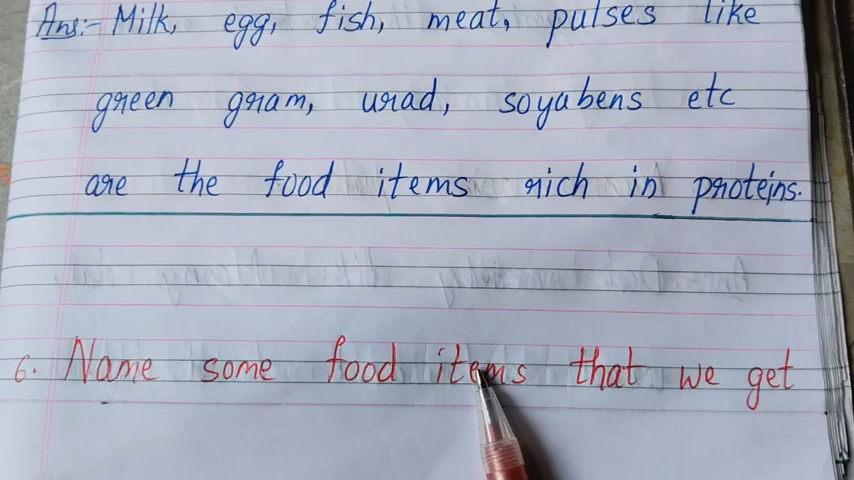 Ans:- Milk, egg, fish, meat, pulses like
green gram, urad, soyabens etc
are the food items rich in proteins.
6. Name some food items that we get